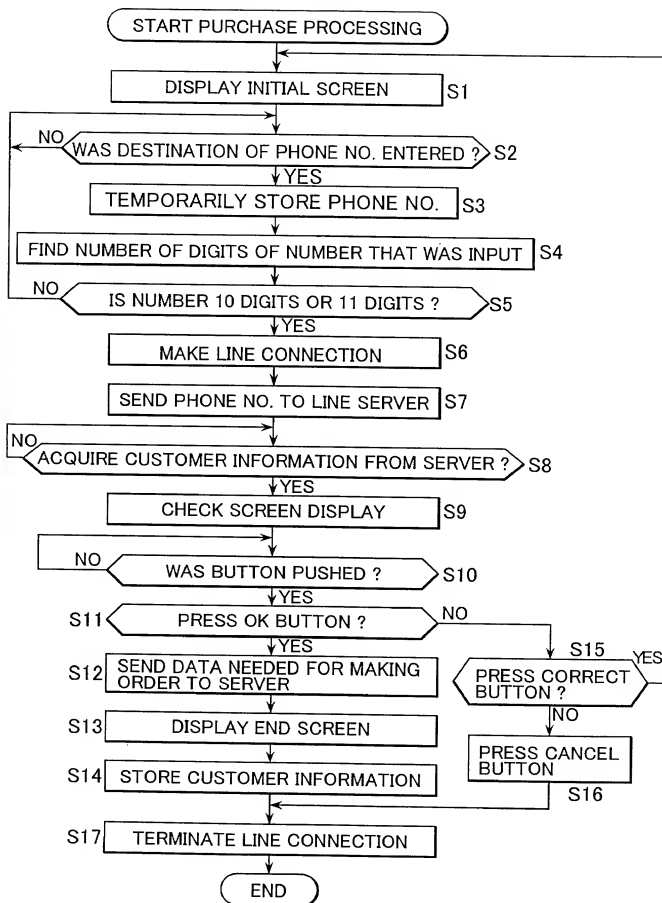 START PURCHASE PROCESSING
DISPLAY INITIAL SCREEN S1
NO
WAS DESTINATION OF PHONE NO. ENTERED ? S2
YES
TEMPORARILY STORE PHONE NO. S3
FIND NUMBER OF DIGITS OF NUMBER THAT WAS INPUT S4
NO
IS NUMBER 10 DIGITS OR 11 DIGITS ? S5
YES
MAKE LINE CONNECTION S6
SEND PHONE NO. TO LINE SERVER S7
NO
ACQUIRE CUSTOMER INFORMATION FROM SERVER ? S8
YES
CHECK SCREEN DISPLAY S9
NO
WAS BUTTON PUSHED ? S10
YES
S11 PRESS OK BUTTON ? NO
YES
S12 SEND DATA NEEDED FOR MAKING
ORDER TO SERVER
S13 DISPLAY END SCREEN
S14 STORE CUSTOMER INFORMATION
S15 YES
PRESS CORRECT
BUTTON ?
NO
PRESS CANCEL
BUTTON
S16
S17 TERMINATE LINE CONNECTION
END